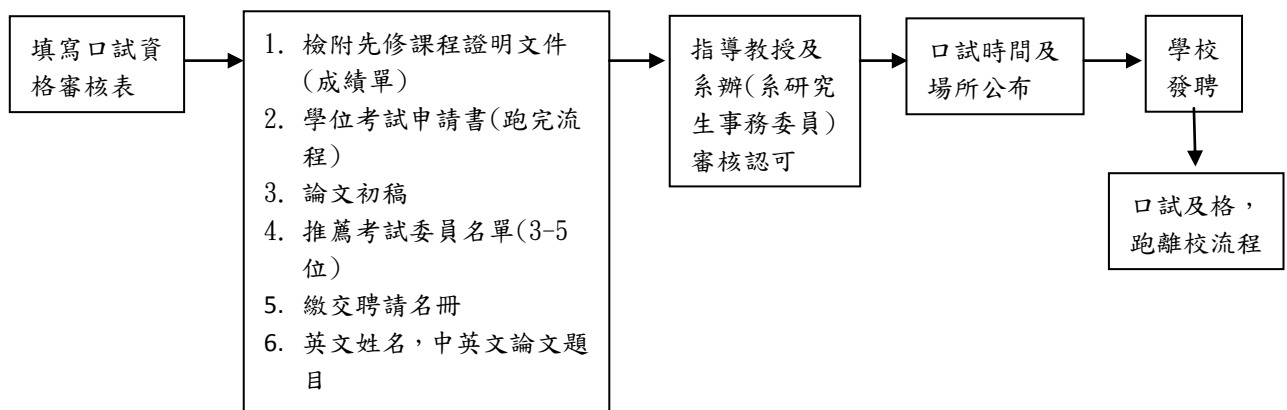 填寫口試資
格審核表
1. 檢附先修課程證明文件
(成績單)
2. 學位考試申請書(跑完流
程)
3. 論文初稿
4. 推薦考試委員名單(3-5
位)
5. 繳交聘請名冊
6. 英文姓名，中英文論文題
目
指導教授及
系辦(系研究
生事務委員)
審核認可
口試時間及
場所公布
學校
發聘
口試及格，
跑離校流程